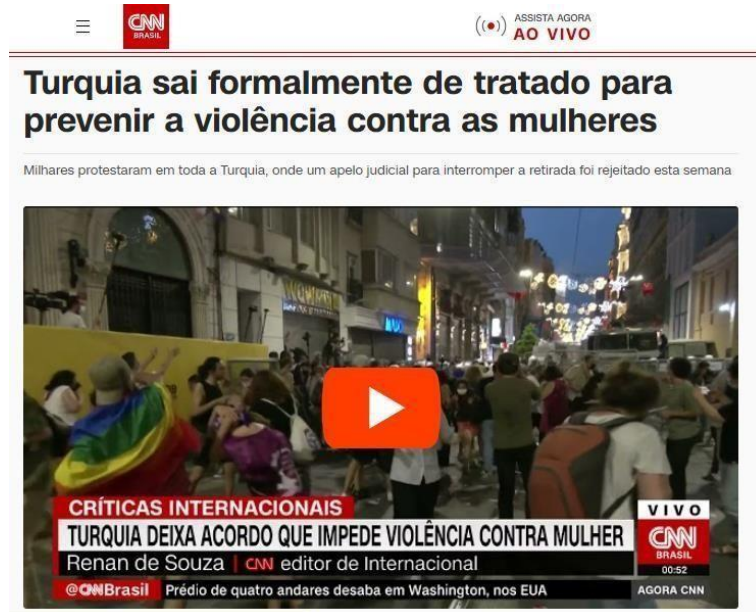 CNN
BRASIL
ASSISTA AGORA
AO VIVO
Turquia sai formalmente de tratado para
prevenir a violência contra as mulheres
Milhares protestaram em toda a Turquia, onde um apelo judicial para interromper a retirada foi rejeitado esta semana
CRÍTICAS INTERNACIONAIS
TURQUIA DEIXA ACORDO QUE IMPEDE VIOLÊNCIA CONTRA MULHER
Renan de Souza | CNN editor de Internacional
@CNNBrasil Prédio de quatro andares desaba em Washington, nos EUA
VIVO
CNN
BRASIL
00:52
AGORA CNN